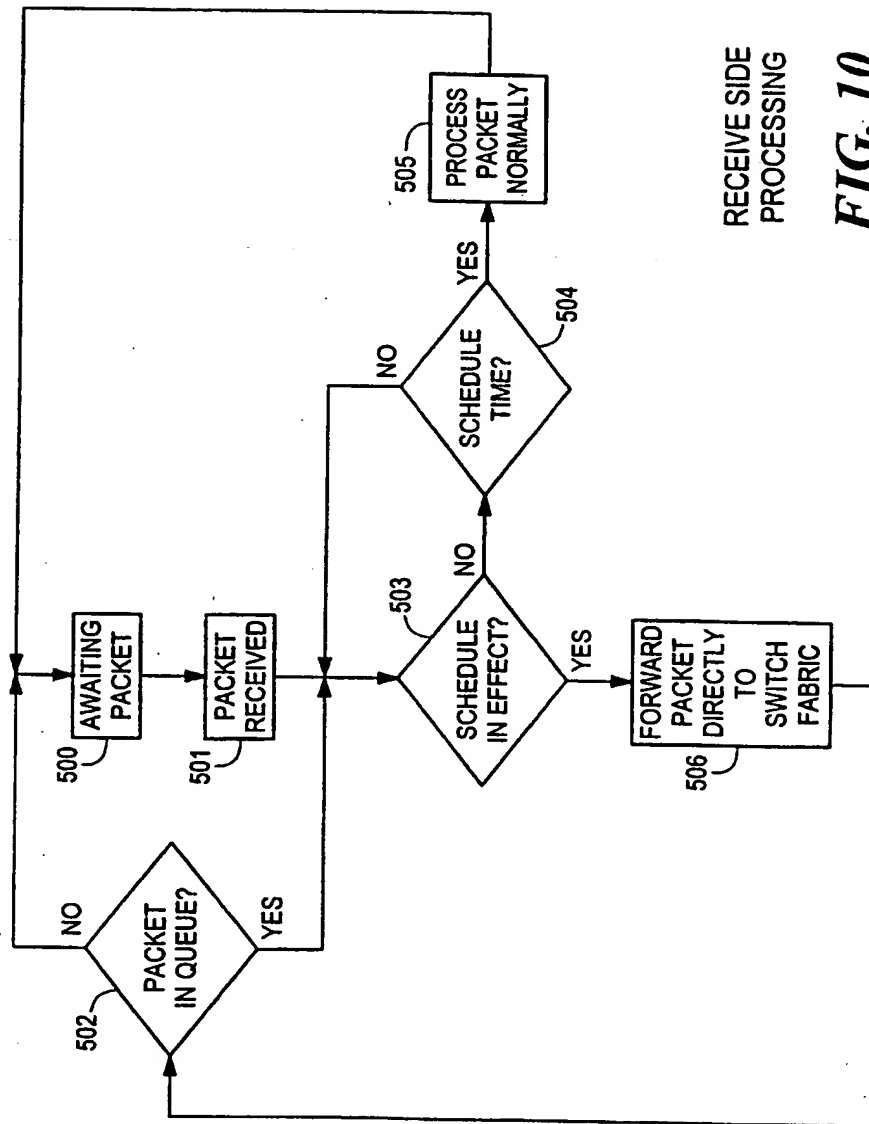 NO
502
PACKET
IN QUEUE?
YES
AWAITING
PACKET
500
PACKET
RECEIVED
501
503
SCHEDULE
IN EFFECT?
NO
YES
FORWARD
PACKET
DIRECTLY
TO
SWITCH
FABRIC
506
NO
SCHEDULE
TIME?
504
YES
505
PROCESS
PACKET
NORMALLY
RECEIVE SIDE
PROCESSING
FIG. 10